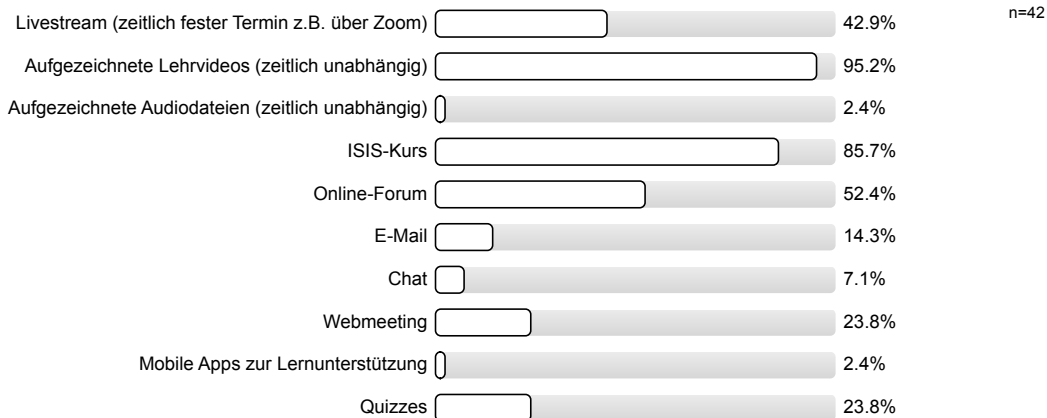 Livestream (zeitlich fester Termin z.B. über Zoom) 42.9% n=42
Aufgezeichnete Lehrvideos (zeitlich unabhängig) 95.2%
Aufgezeichnete Audiodateien (zeitlich unabhängig) 2.4%
ISIS-Kurs 85.7%
Online-Forum 52.4%
E-Mail 14.3%
Chat 7.1%
Webmeeting 23.8%
Mobile Apps zur Lernunterstützung 2.4%
Quizzes 23.8%